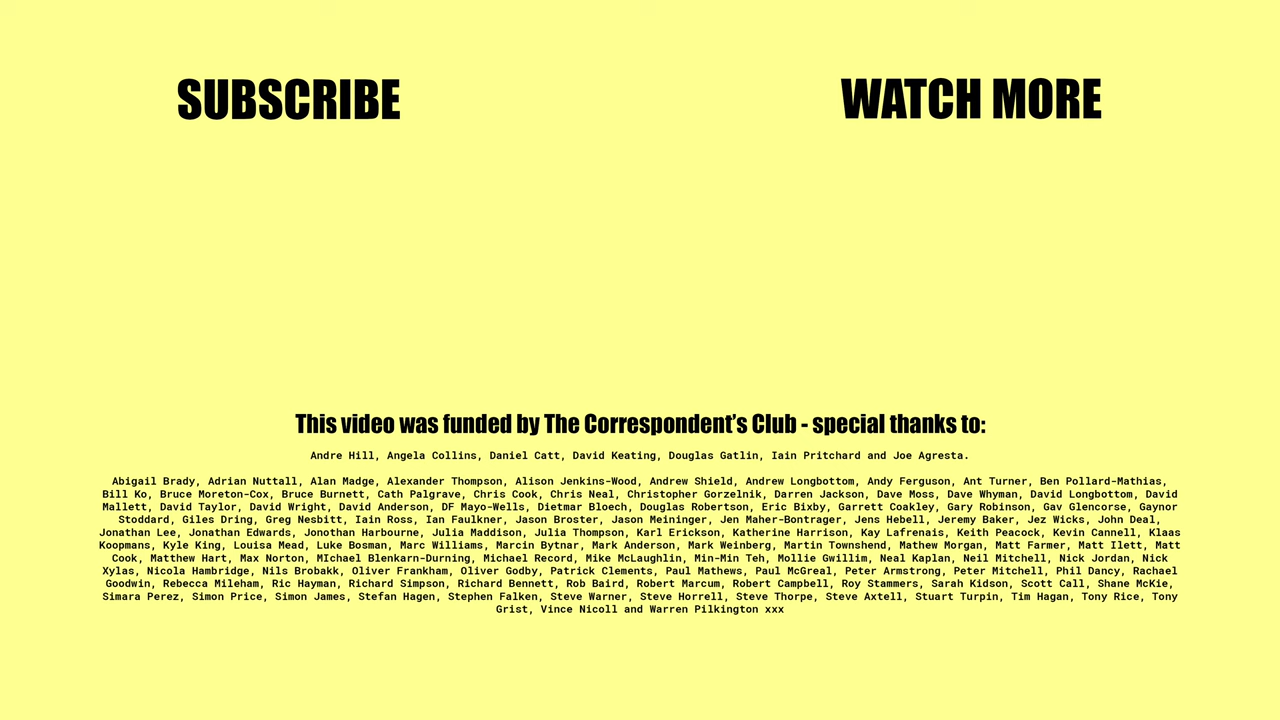 SUBSCRIBE
WATCH MORE
This video was funded by The Correspondent's Club - special thanks to:
Andre Hill, Angela Collins, Daniel Catt, David Keating, Douglas Gatlin, Iain Pritchard and Joe Agresta.
Abigail Brady, Adrian Nuttall, Alan Madge, Alexander Thompson, Alison Jenkins-Wood, Andrew Shield, Andrew Longbottom, Andy Ferguson, Ant Turner, Ben Pollard-Mathias,
Bill Ko, Bruce Moreton-Cox, Bruce Burnett, Cath Palgrave, Chris Cook, Chris Neal, Christopher Gorzelnik, Darren Jackson, Dave Moss, Dave Whyman, David Longbottom, David
Mallett, David Taylor, David Wright, David Anderson, DF Mayo-Wells, Dietmar Bloech, Douglas Robertson, Eric Bixby, Garrett Coakley, Gary Robinson, Gav Glencorse, Gaynor
Stoddard, Giles Dring, Greg Nesbitt, Iain Ross, Ian Faulkner, Jason Broster, Jason Meininger, Jen Maher-Bontrager, Jens Hebell, Jeremy Baker, Jez Wicks, John Deal,
Jonathan Lee, Jonathan Edwards, Jonothan Harbourne, Julia Maddison, Julia Thompson, Karl Erickson, Katherine Harrison, Kay Lafrenais, Keith Peacock, Kevin Cannell, Klaas
Koopmans, Kyle King, Louisa Mead, Luke Bosman, Marc Williams, Marcin Bytnar, Mark Anderson, Mark Weinberg, Martin Townshend, Mathew Morgan, Matt Farmer, Matt Ilett, Matt
Cook, Matthew Hart, Max Norton, MIchael Blenkarn-Durning, Michael Record, Mike McLaughlin, Min-Min Teh, Mollie Gwillim, Neal Kaplan, Neil Mitchell, Nick Jordan, Nick
Xylas, Nicola Hambridge, Nils Brobakk, Oliver Frankham, Oliver Godby, Patrick Clements, Paul Mathews, Paul McGreal, Peter Armstrong, Peter Mitchell, Phil Dancy, Rachael
Goodwin, Rebecca Mileham, Ric Hayman, Richard Simpson, Richard Bennett, Rob Baird, Robert Marcum, Robert Campbell, Roy Stammers, Sarah Kidson, Scott Call, Shane McKie,
Simara Perez, Simon Price, Simon James, Stefan Hagen, Stephen Falken, Steve Warner, Steve Horrell, Steve Thorpe, Steve Axtell, Stuart Turpin, Tim Hagan, Tony Rice, Tony
Grist, Vince Nicoll and Warren Pilkington xxx